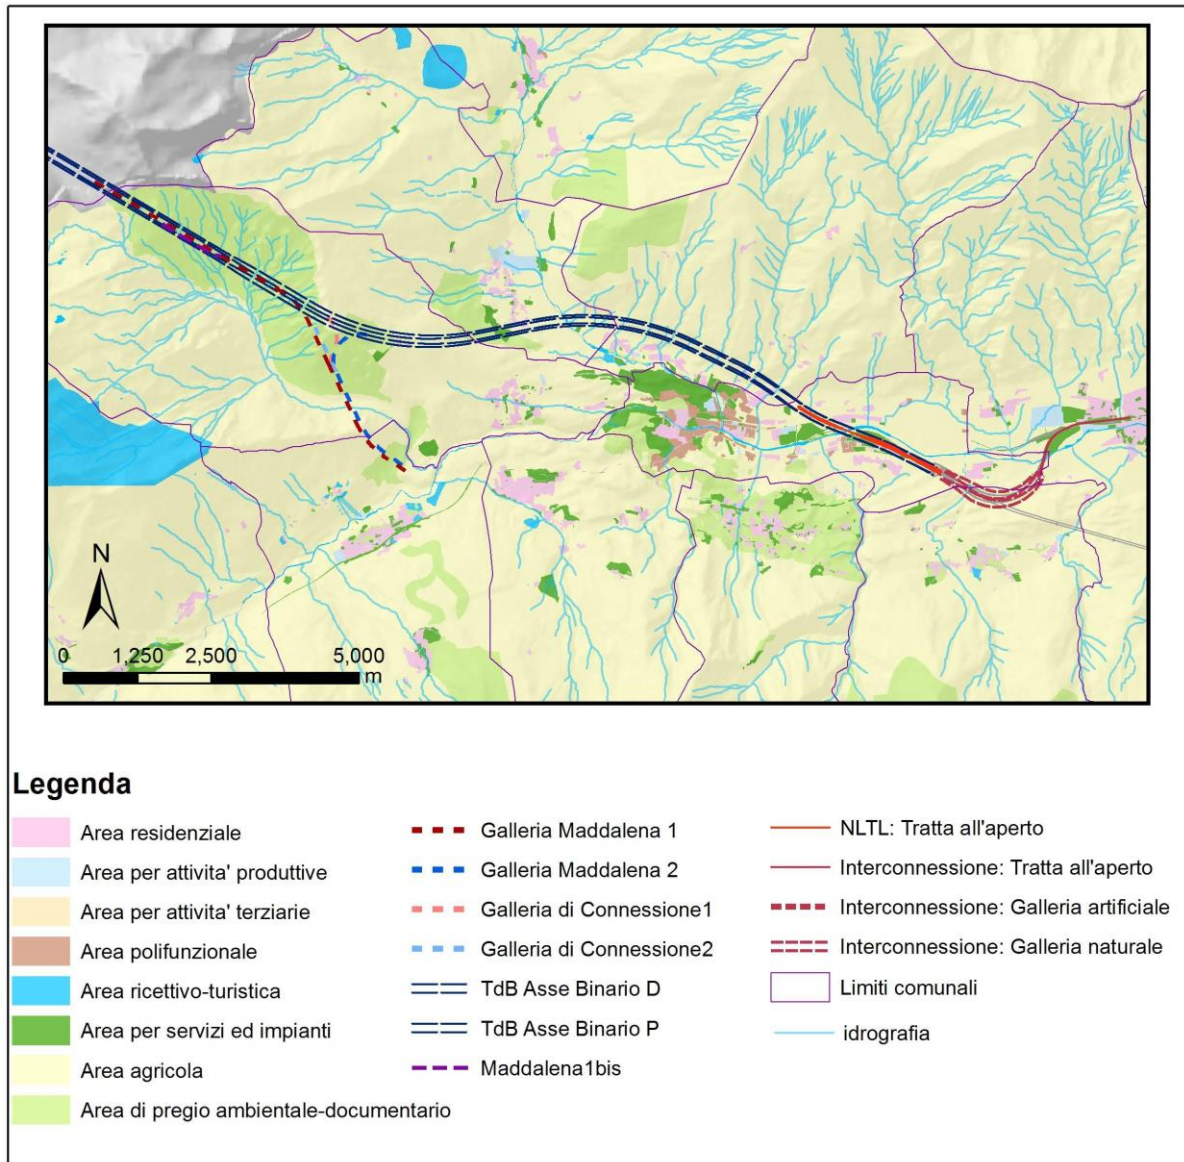 N
0 1,250 2,500 5,000
m
Legenda
Area residenziale
Area per attivita' produttive
Area per attivita' terziarie
Area polifunzionale
Area ricettivo-turistica
Area per servizi ed impianti
Area agricola
Area di pregio ambientale-documentario
Galleria Maddalena 1
Galleria Maddalena 2
Galleria di Connessione1
Galleria di Connessione2
TdB Asse Binario D
TdB Asse Binario P
Maddalena1bis
NLTL: Tratta all'aperto
Interconnessione: Tratta all'aperto
Interconnessione: Galleria artificiale
Interconnessione: Galleria naturale
Limiti comunali
idrografia